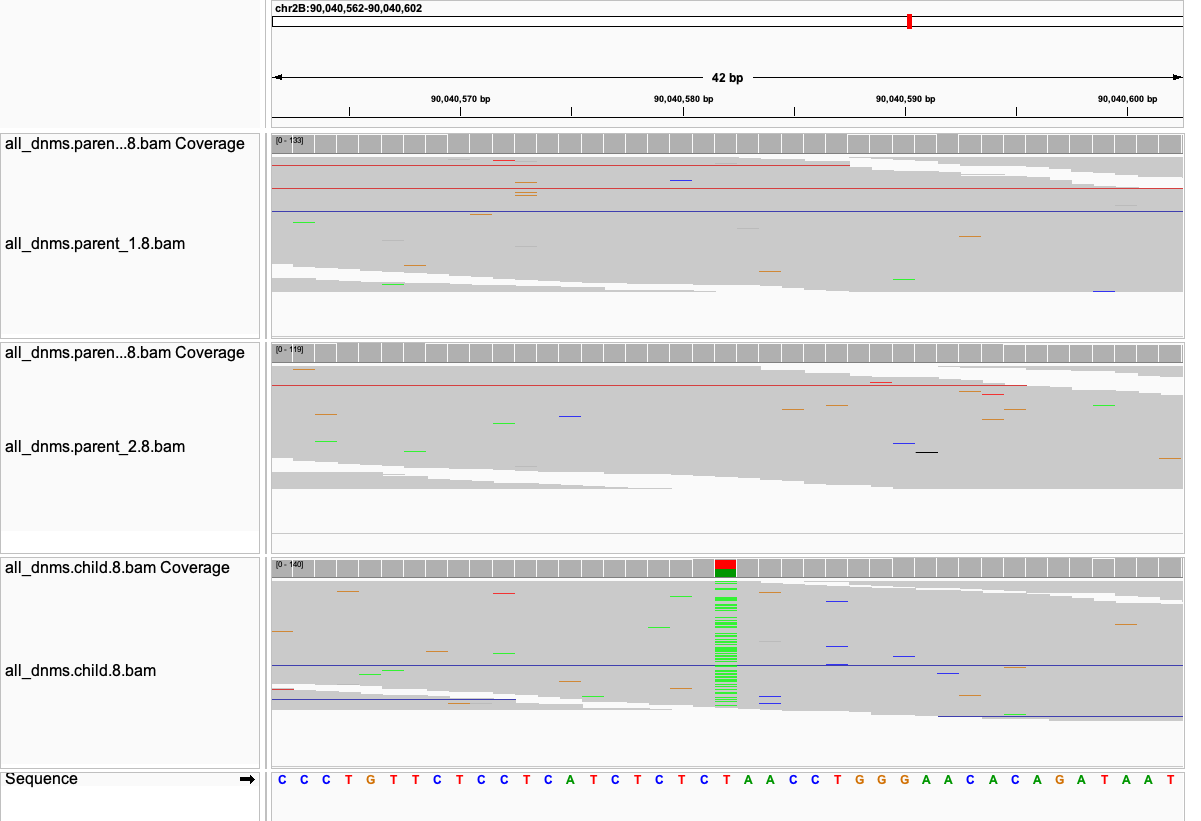 chr2B:90,040,562-90,040,602
42 bp
90,040,570 bp 90,040,580 bp 90,040,590 bp 90,040,600 bp
all_dnms.paren...8.bam Coverage [0 - 133]
all_dnms.parent_1.8.bam
all_dnms.paren...8.bam Coverage [0 - 119]
all_dnms.parent_2.8.bam
all_dnms.child.8.bam Coverage [0 - 140]
all_dnms.child.8.bam
Sequence C C C T G T T C T C C T C A T C T C T C T A A C C T G G G A A C A C A G A T A A T